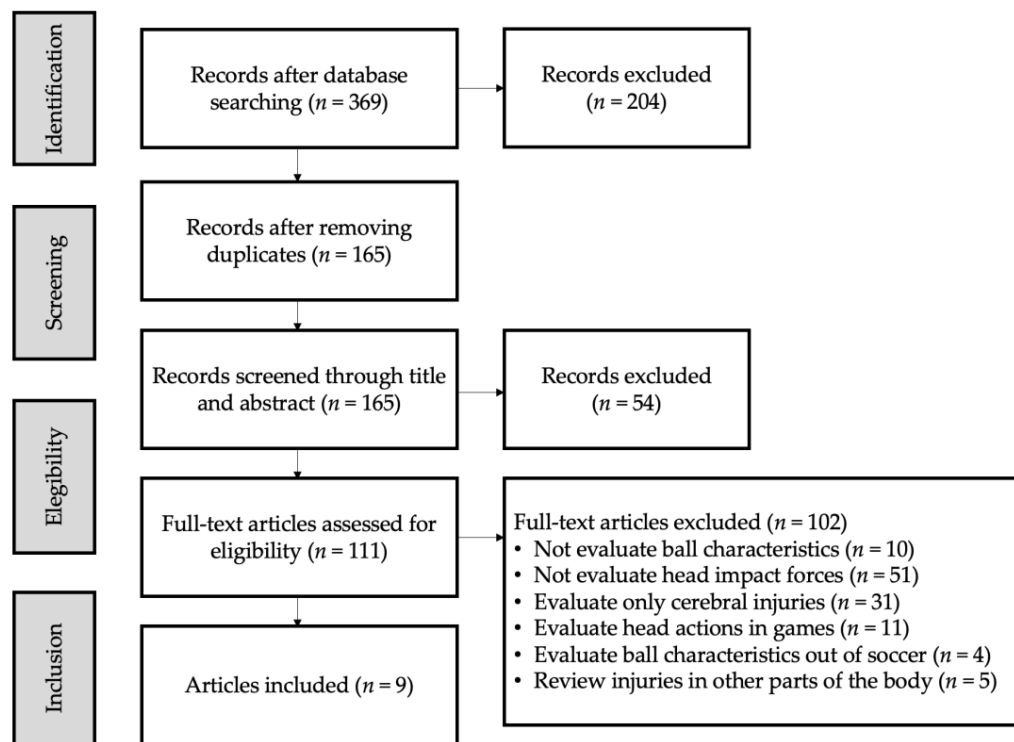 Identification
Records after database
searching (n = 369)
Records excluded
(n = 204)
Screening
Records after removing
duplicates (n = 165)
Records screened through title
and abstract (n = 165)
Records excluded
(n = 54)
Elegibility
Full-text articles assessed for
eligibility (n = 111)
Full-text articles excluded (n = 102)
• Not evaluate ball characteristics (n = 10)
• Not evaluate head impact forces (n = 51)
• Evaluate only cerebral injuries (n = 31)
• Evaluate head actions in games (n = 11)
• Evaluate ball characteristics out of soccer (n = 4)
• Review injuries in other parts of the body (n = 5)
Inclusion
Articles included (n = 9)